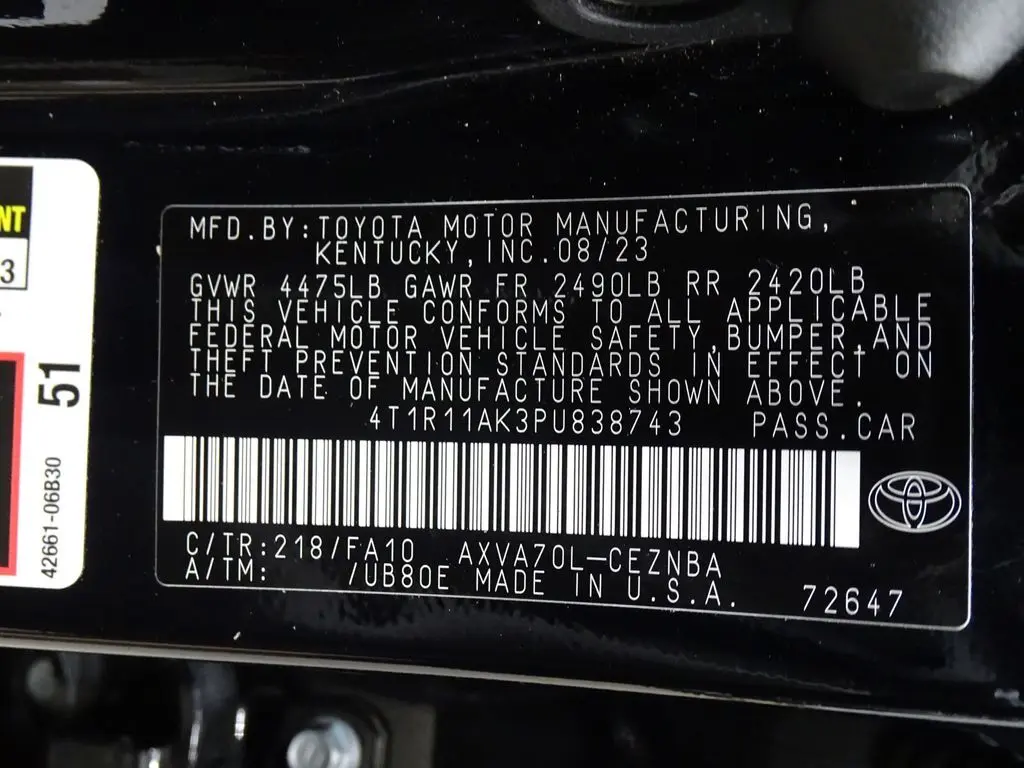 NT
3
51
42661-06B30
MFD.BY:TOYOTA MOTOR MANUFACTURING,
KENTUCKY,INC.08/23
GVWR 4475LB GAWR FR 2490LB RR 2420LB
THIS VEHICLE CONFORMS TO ALL APPLICABLE
FEDERAL MOTOR VEHICLE SAFETY,BUMPER,AND
THEFT PREVENTION STANDARDS IN EFFECT ON
THE DATE OF MANUFACTURE SHOWN ABOVE.
4T1R11AK3PU838743 PASS.CAR
C/TR:218/FA10 AXVA70L-CEZNBA
A/TM: /UB80E MADE IN U.S.A. 72647